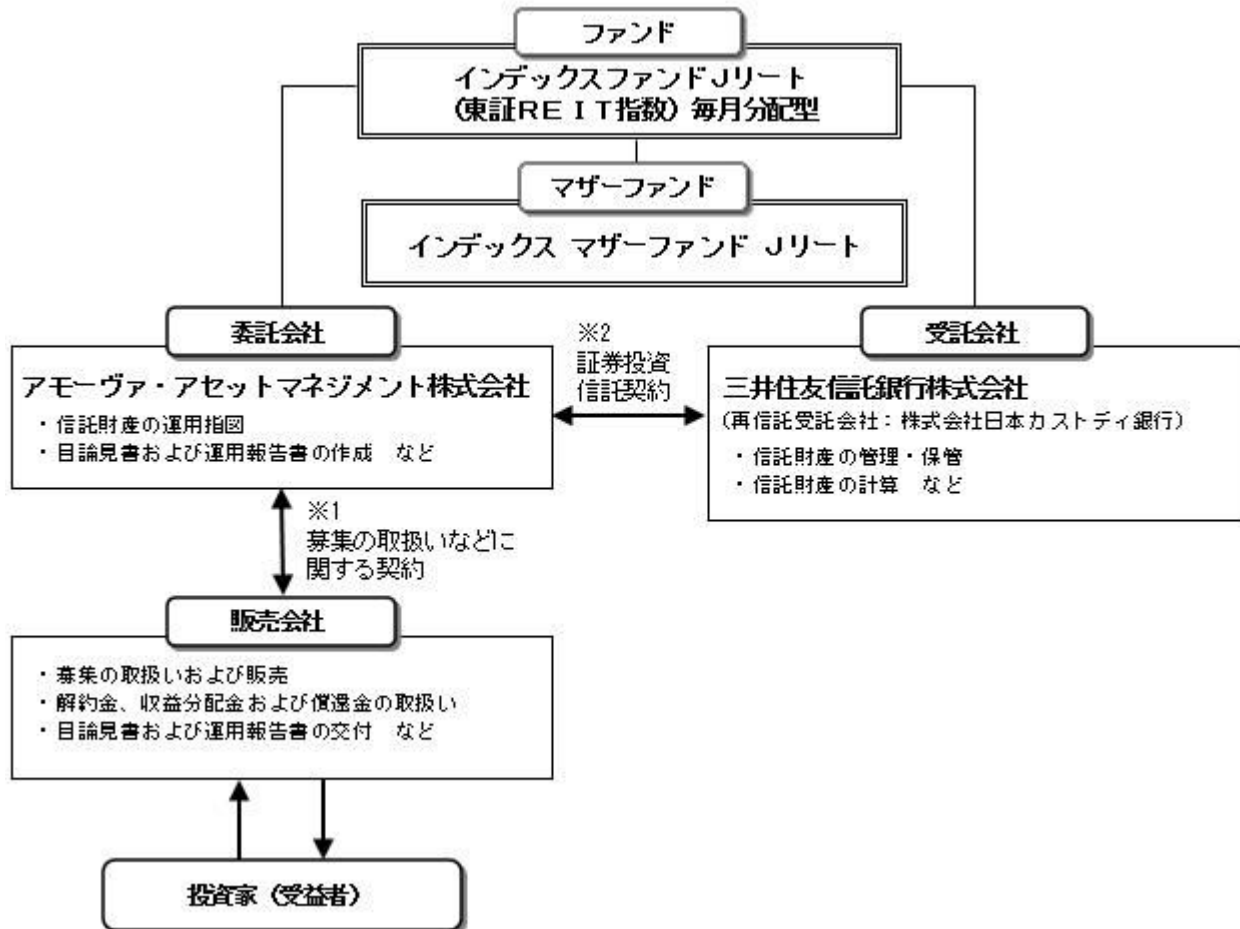 ファンド
インデックスファンドJリート
(東証REIT指数)毎月分配型
マザーファンド
インデックス マザーファンド Jリート
委託会社
アモーヴァ・アセットマネジメント株式会社
・信託財産の運用指図
・目論見書および運用報告書の作成 など
※2
証券投資
信託契約
受託会社
三井住友信託銀行株式会社
(再信託受託会社:株式会社日本カストディ銀行)
・信託財産の管理・保管
・信託財産の計算 など
※1
募集の取扱いなどに
関する契約
販売会社
・募集の取扱いおよび販売
・解約金、収益分配金および償還金の取扱い
・目論見書および運用報告書の交付 など
投資家(受益者)